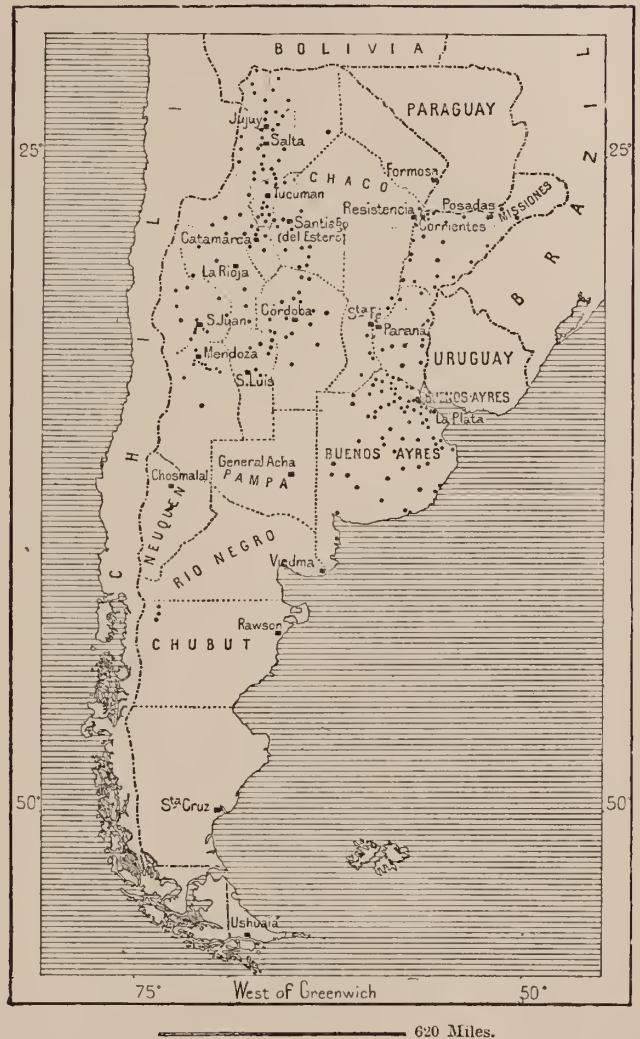 BOLIVIA
PARAGUAY
BRAZIL
CHILI
25°
25°
Jujuy
Salta
CHACO
Formosa
Tucuman
Resistencia
Posadas
MISSIONES
Corrientes
Santiago
(del Estero)
Catamarca
La Rioja
Cordoba
Sta Fé
S. Juan
Parana
Mendoza
URUGUAY
S. Luis
BUENOS-AYRES
La Plata
General Acha
BUENOS AYRES
Chosmalal
PAMPA
NEUQUEN
RIO NEGRO
Viedma
Rawson
CHUBUT
50°
50°
Sta Cruz
Ushuaia
75°
West of Greenwich
50°
620 Miles.